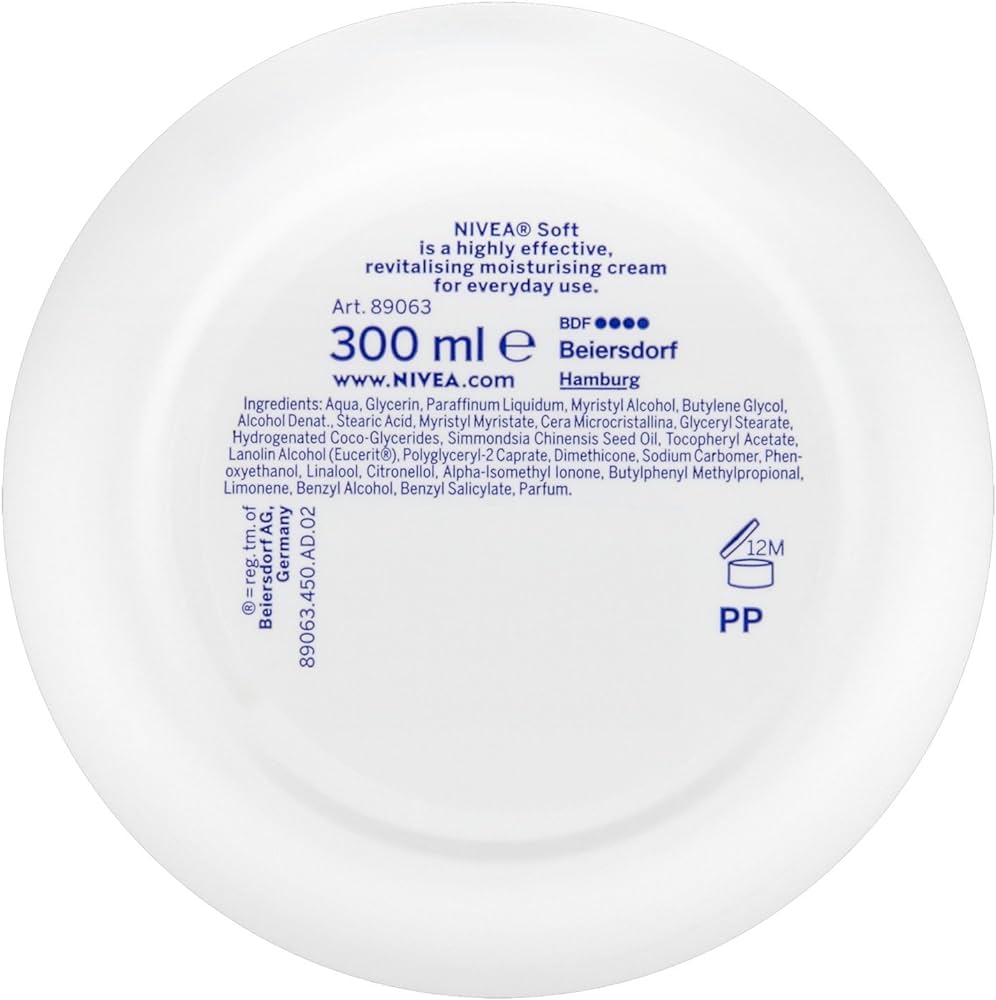 NIVEA® Soft
is a highly effective,
revitalising moisturising cream
for everyday use.
Art. 89063
300 ml ℮
www.NIVEA.com
BDF ●●●●
Beiersdorf
Hamburg
Ingredients: Aqua, Glycerin, Paraffinum Liquidum, Myristyl Alcohol, Butylene Glycol,
Alcohol Denat., Stearic Acid, Myristyl Myristate, Cera Microcristallina, Glyceryl Stearate,
Hydrogenated Coco-Glycerides, Simmondsia Chinensis Seed Oil, Tocopheryl Acetate,
Lanolin Alcohol (Eucerit®), Polyglyceryl-2 Caprate, Dimethicone, Sodium Carbomer, Phen-
oxyethanol, Linalool, Citronellol, Alpha-Isomethyl Ionone, Butylphenyl Methylpropional,
Limonene, Benzyl Alcohol, Benzyl Salicylate, Parfum.
® = reg. tm. of
Beiersdorf AG,
Germany
89063.450.AD.02
12M
PP